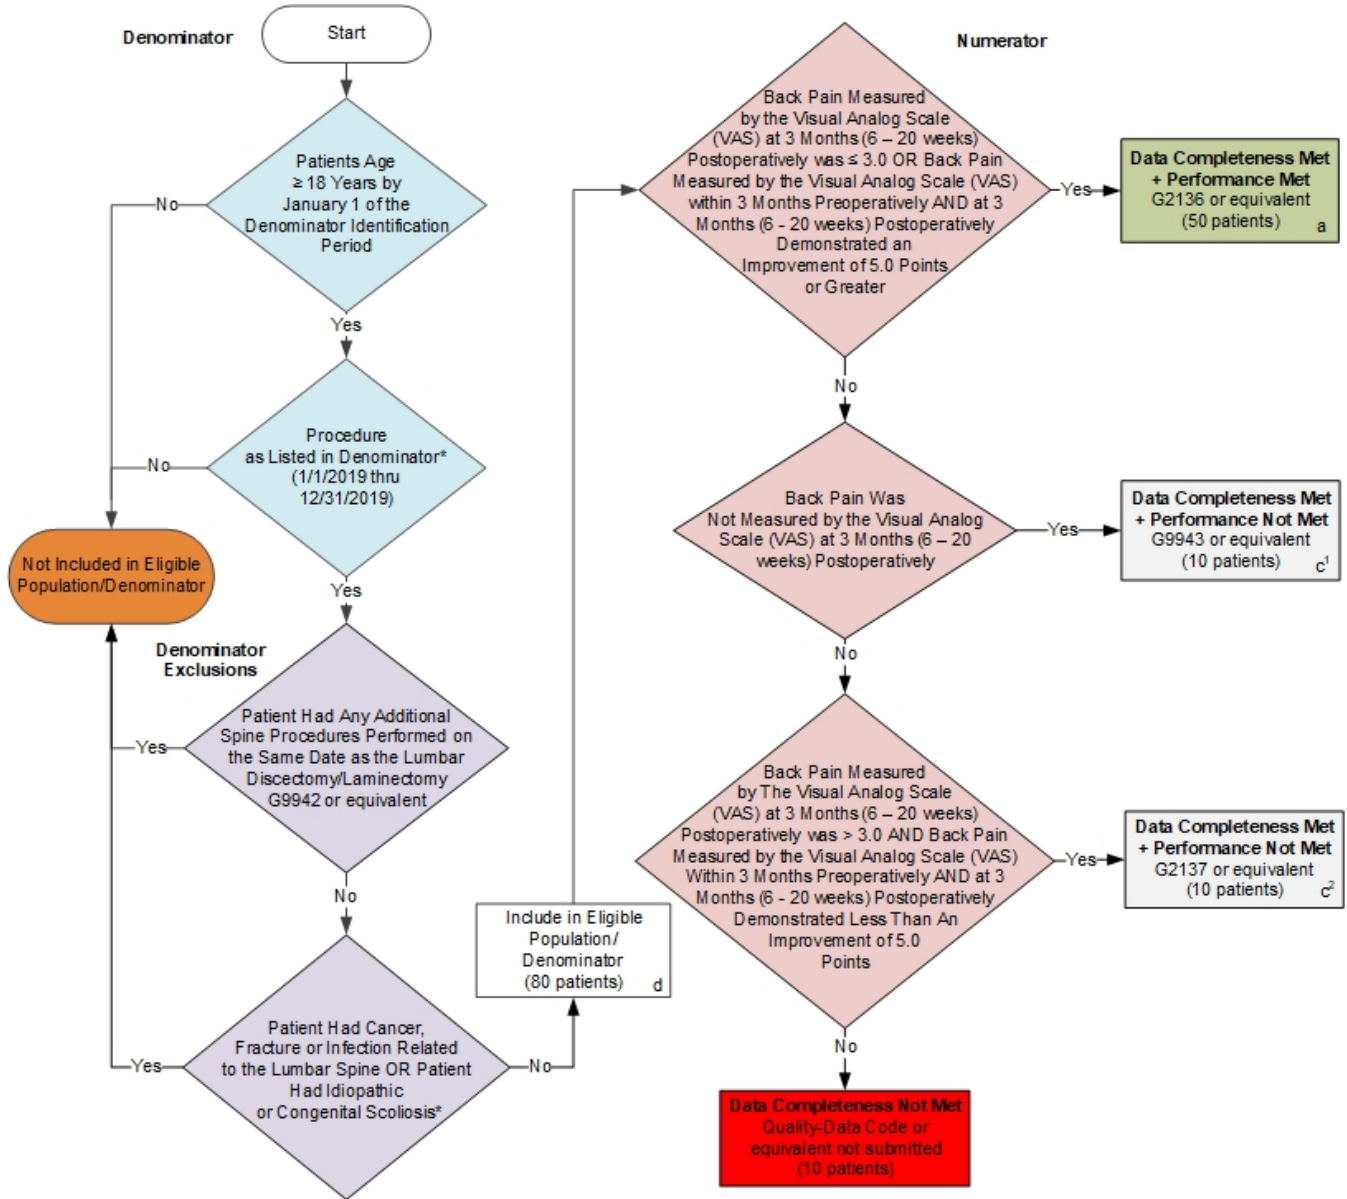 Denominator
Start
Patients Age
≥ 18 Years by
January 1 of the
Denominator Identification
Period
No
Yes
Procedure
as Listed in Denominator*
(1/1/2019 thru
12/31/2019)
No
Not Included in Eligible
Population/Denominator
Yes
Denominator
Exclusions
Patient Had Any Additional
Spine Procedures Performed on
the Same Date as the Lumbar
Discectomy/Laminectomy
G9942 or equivalent
Yes
No
Patient Had Cancer,
Fracture or Infection Related
to the Lumbar Spine OR Patient
Had Idiopathic
or Congenital Scoliosis*
Yes
No
Include in Eligible
Population/
Denominator
(80 patients) d
Numerator
Back Pain Measured
by the Visual Analog Scale
(VAS) at 3 Months (6 – 20 weeks)
Postoperatively was ≤ 3.0 OR Back Pain
Measured by the Visual Analog Scale (VAS)
within 3 Months Preoperatively AND at 3
Months (6 - 20 weeks) Postoperatively
Demonstrated an
Improvement of 5.0 Points
or Greater
Yes
Data Completeness Met
+ Performance Met
G2136 or equivalent
(50 patients) a
No
Back Pain Was
Not Measured by the Visual Analog
Scale (VAS) at 3 Months (6 – 20
weeks) Postoperatively
Yes
Data Completeness Met
+ Performance Not Met
G9943 or equivalent
(10 patients) c¹
No
Back Pain Measured
by The Visual Analog Scale
(VAS) at 3 Months (6 – 20 weeks)
Postoperatively was > 3.0 AND Back Pain
Measured by the Visual Analog Scale (VAS)
Within 3 Months Preoperatively AND at 3
Months (6 - 20 weeks) Postoperatively
Demonstrated Less Than An
Improvement of 5.0
Points
Yes
Data Completeness Met
+ Performance Not Met
G2137 or equivalent
(10 patients) c²
No
Data Completeness Not Met
Quality-Data Code or
equivalent not submitted
(10 patients)